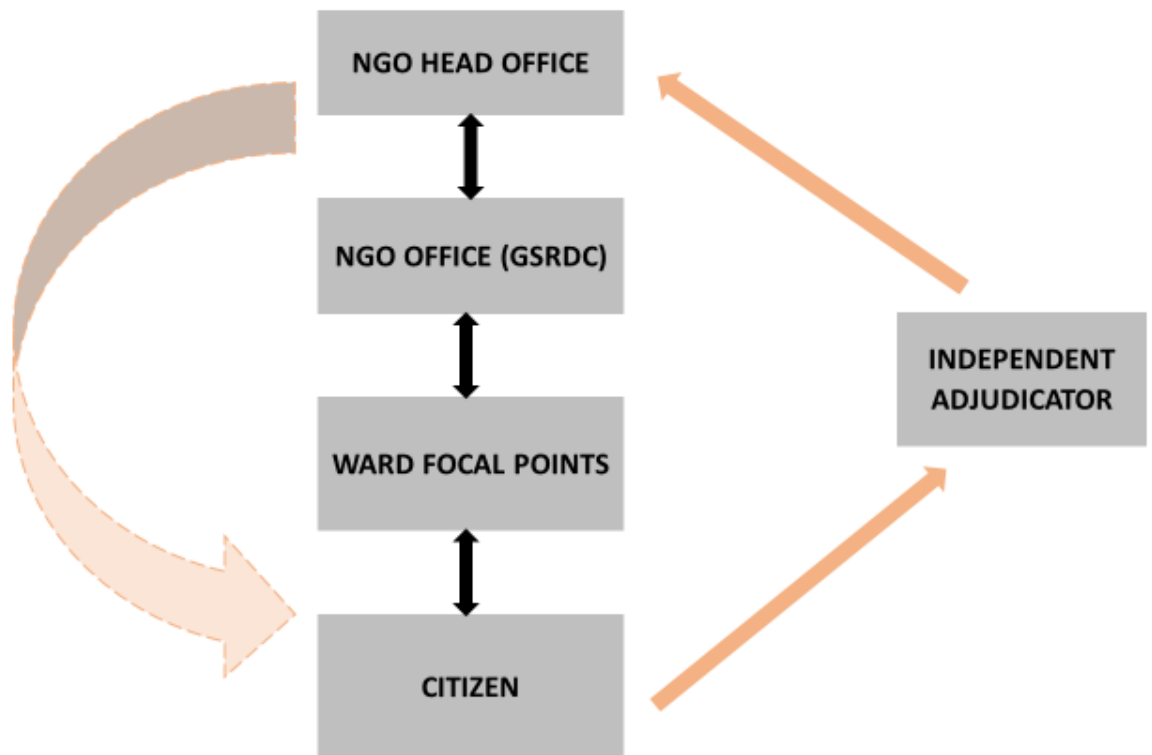 NGO HEAD OFFICE
NGO OFFICE (GSRDC)
INDEPENDENT
ADJUDICATOR
WARD FOCAL POINTS
CITIZEN